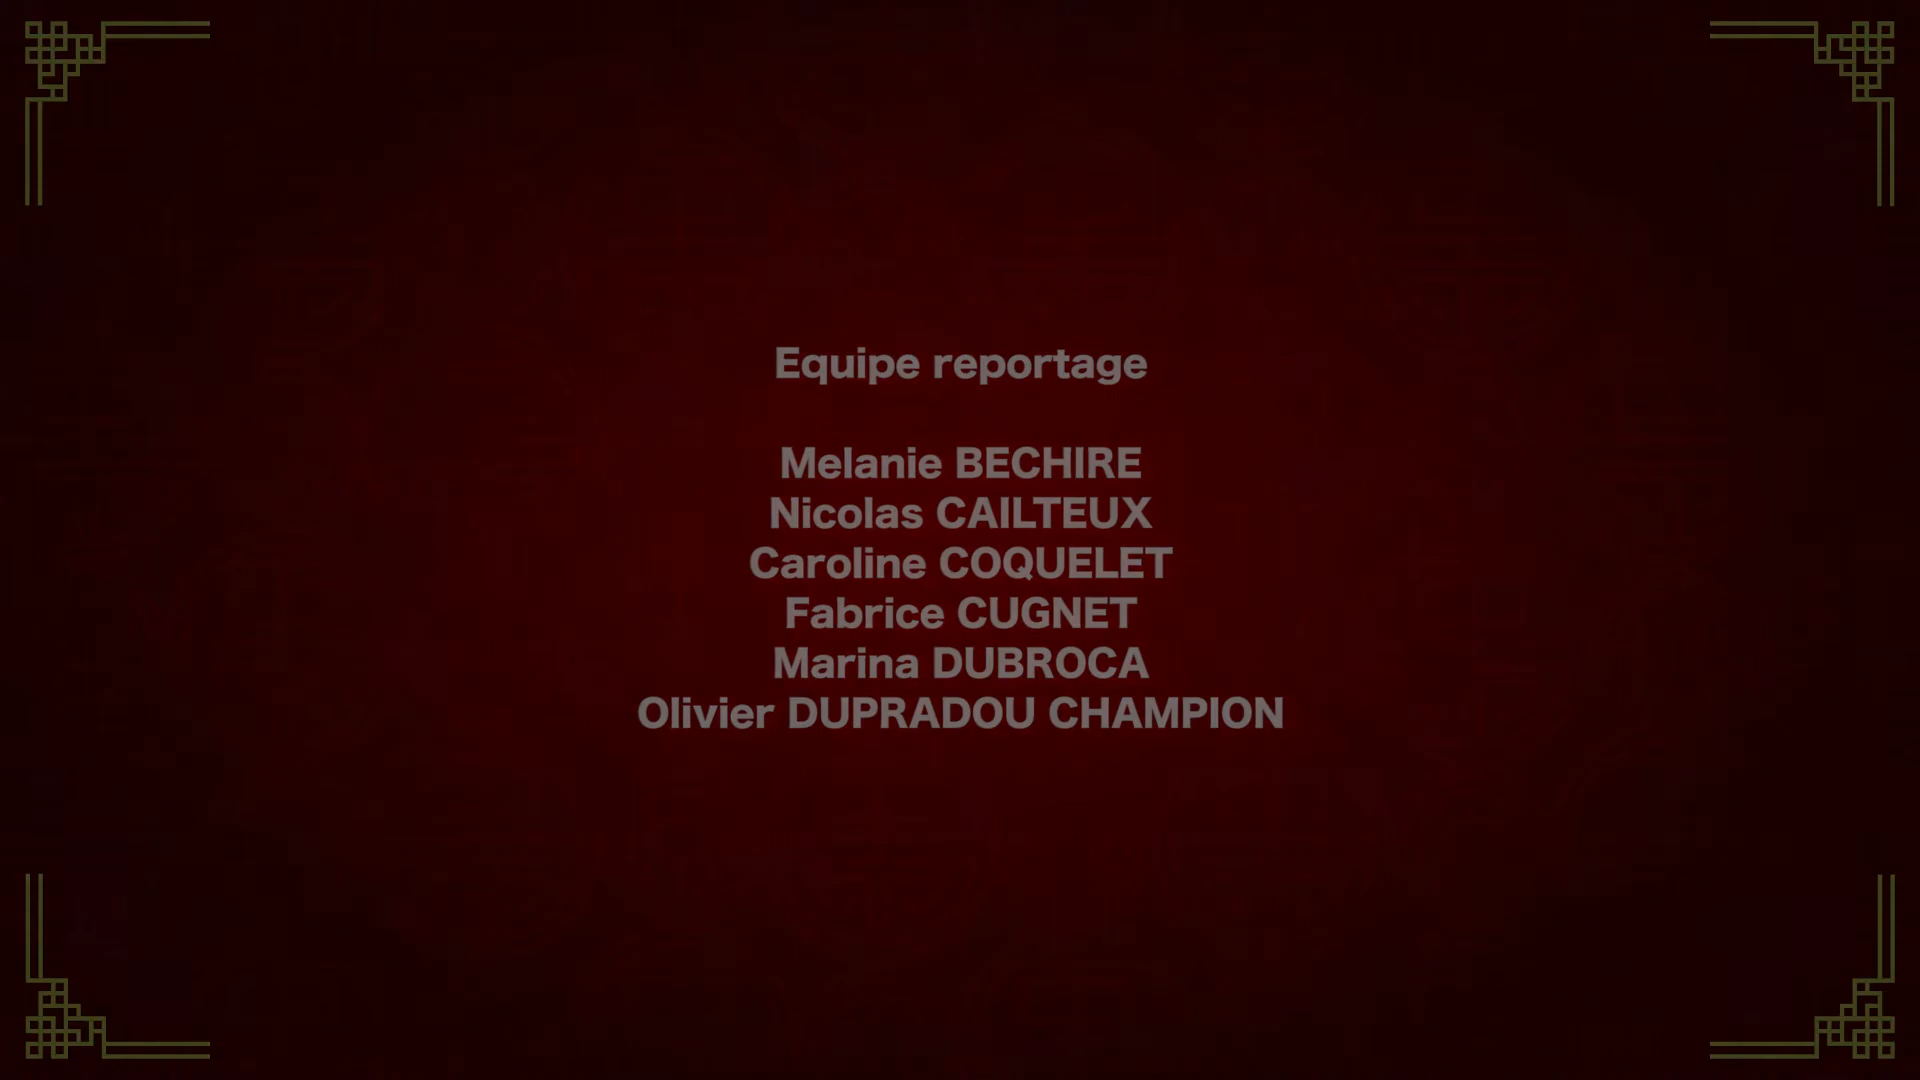 Equipe reportage
Melanie BECHIRE
Nicolas CAILTEUX
Caroline COQUELET
Fabrice CUGNET
Marina DUBROCA
Olivier DUPRADOU CHAMPION